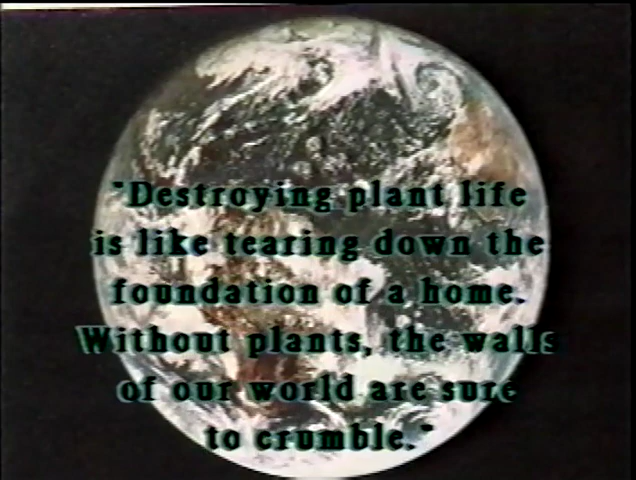 "Destroying plant life
is like tearing down the
foundation of a home.
Without plants, the walls
of our world are sure
to crumble."